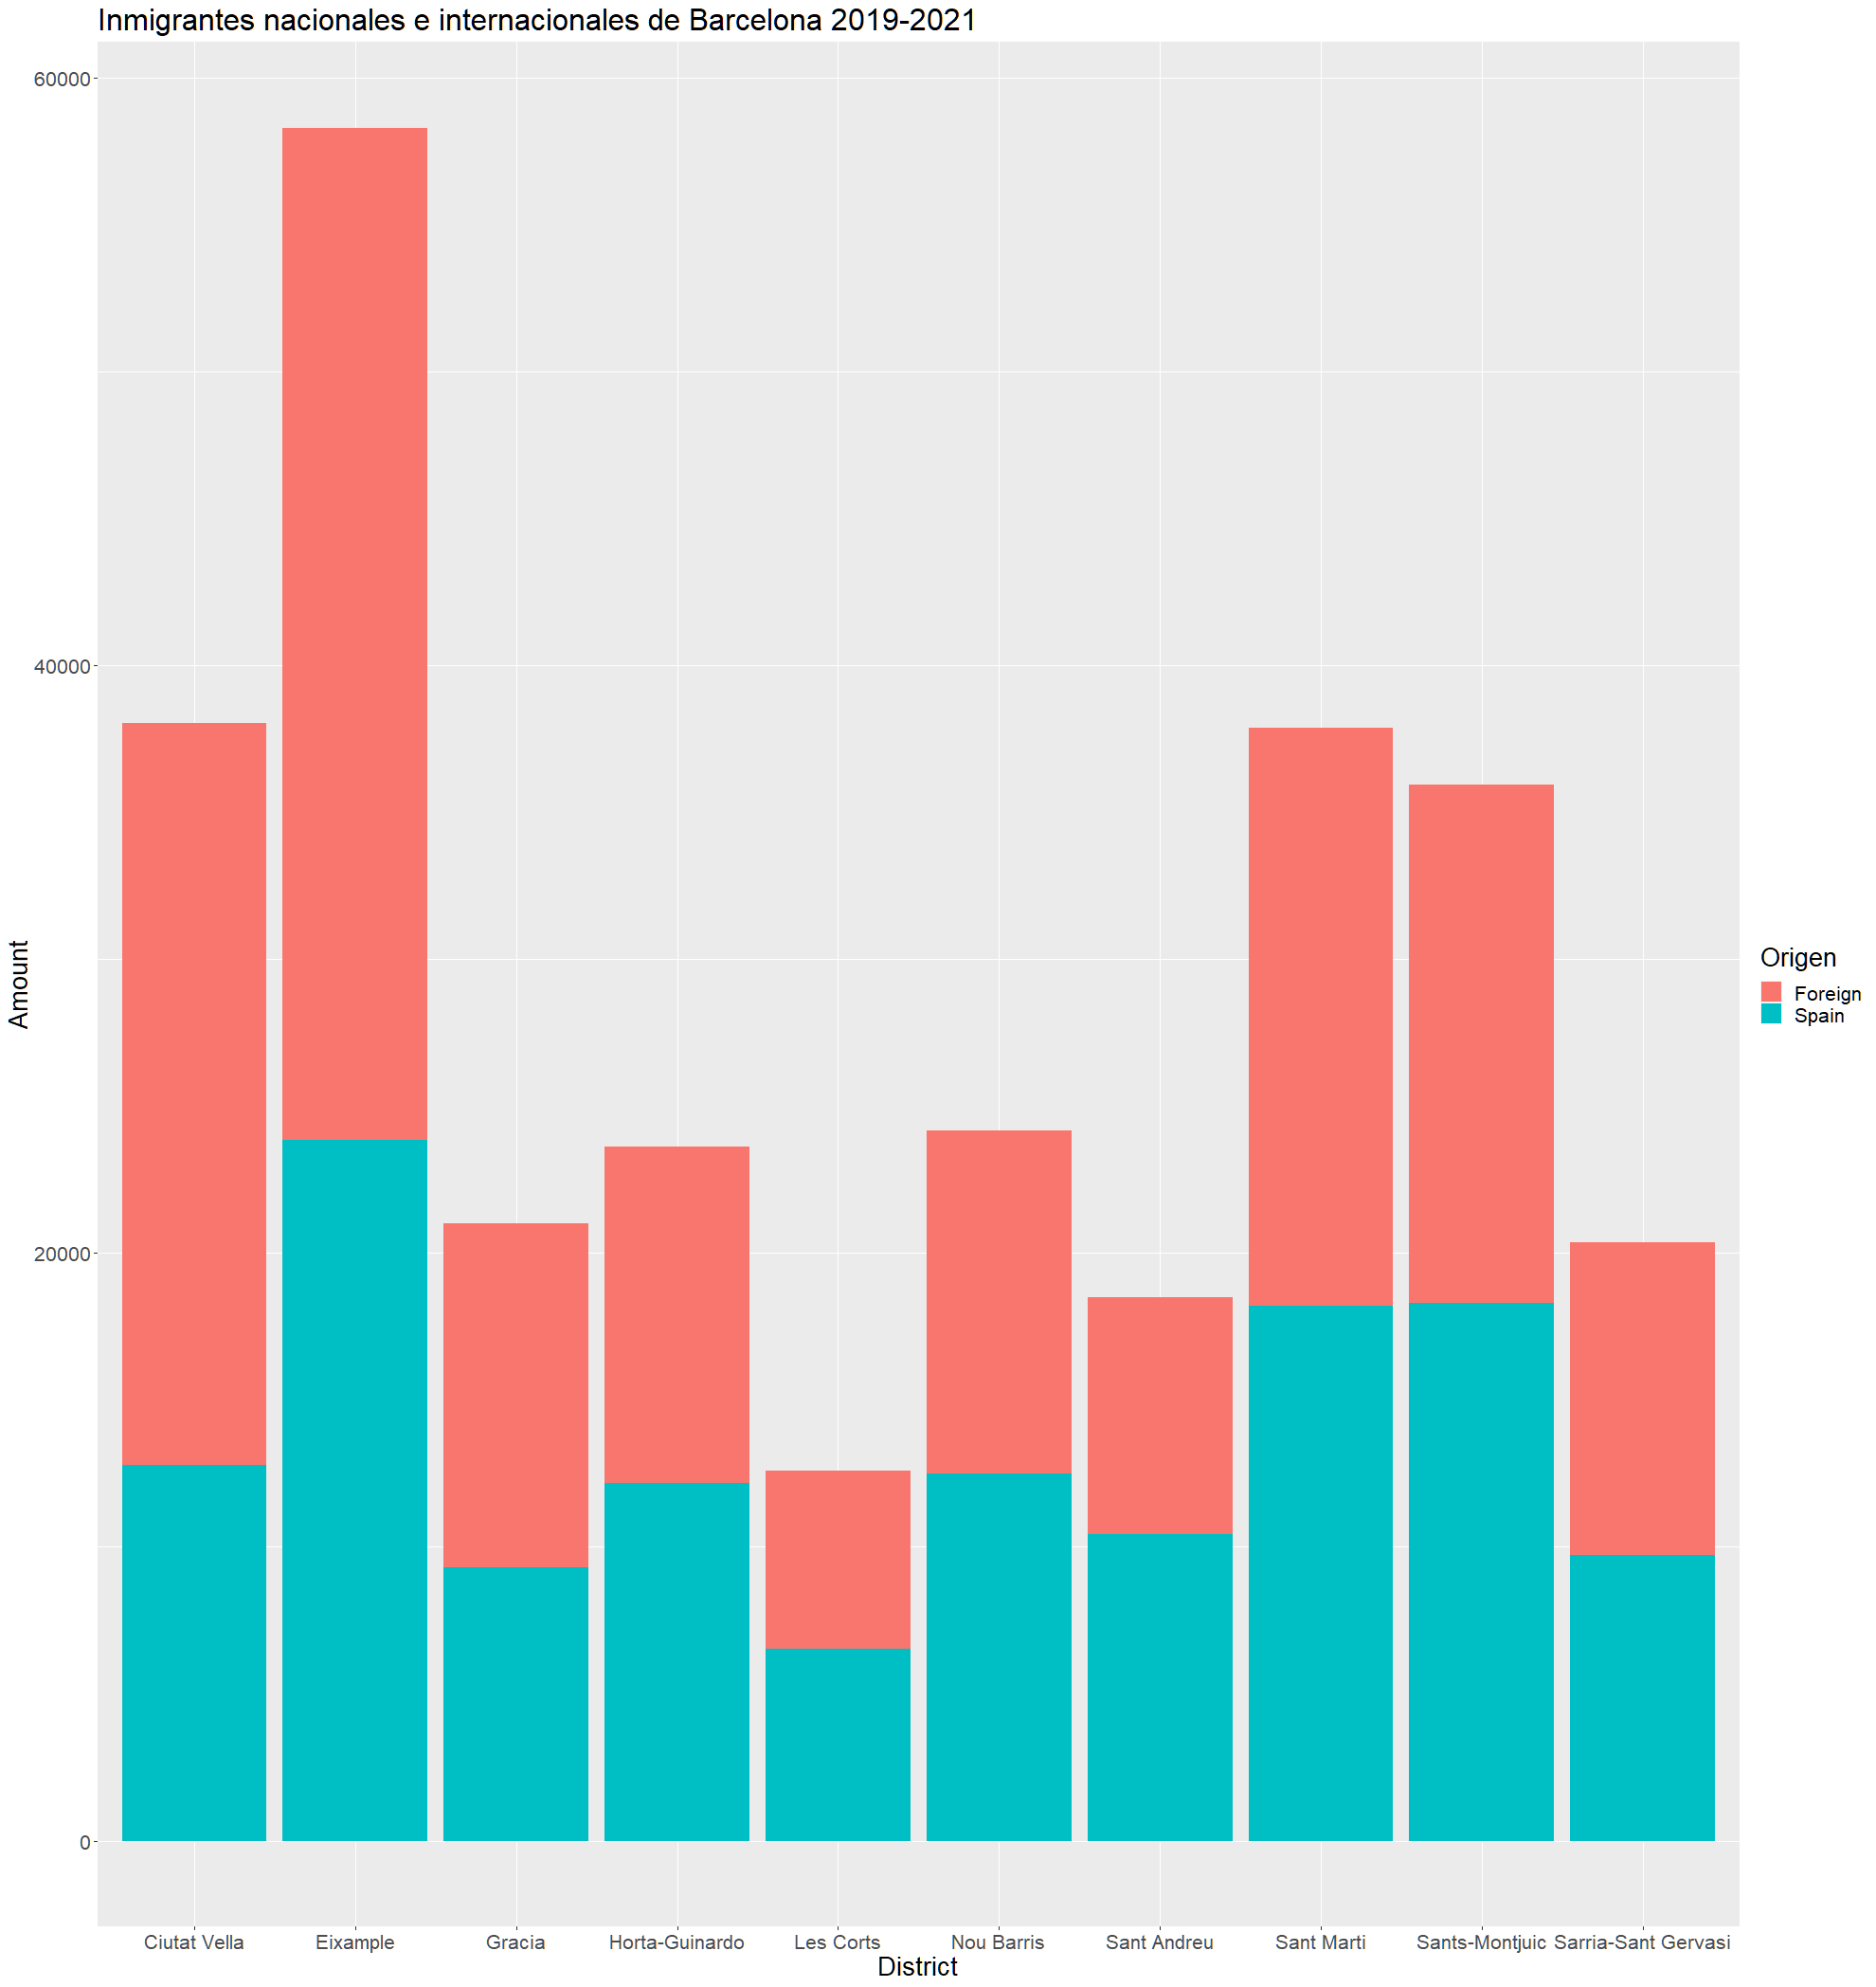 Inmigrantes nacionales e internacionales de Barcelona 2019-2021
60000
40000
20000
0
Amount
Ciutat Vella Eixample Gracia Horta-Guinardo Les Corts Nou Barris Sant Andreu Sant Marti Sants-Montjuic Sarria-Sant Gervasi
District
Origen
Foreign
Spain